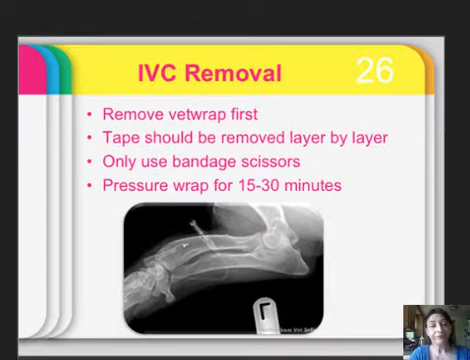 IVC Removal
26
• Remove vetwrap first
• Tape should be removed layer by layer
• Only use bandage scissors
• Pressure wrap for 15-30 minutes
L